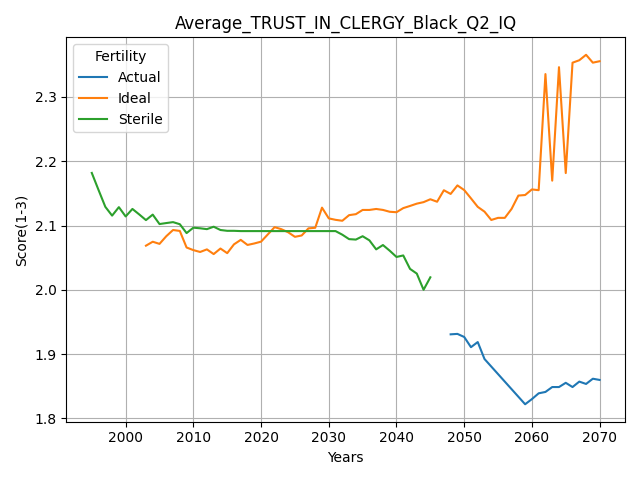 Average_TRUST_IN_CLERGY_Black_Q2_IQ
Fertility
Actual
Ideal
Sterile
Score(1-3)
2.3
2.2
2.1
2.0
1.9
1.8
2000 2010 2020 2030 2040 2050 2060 2070
Years